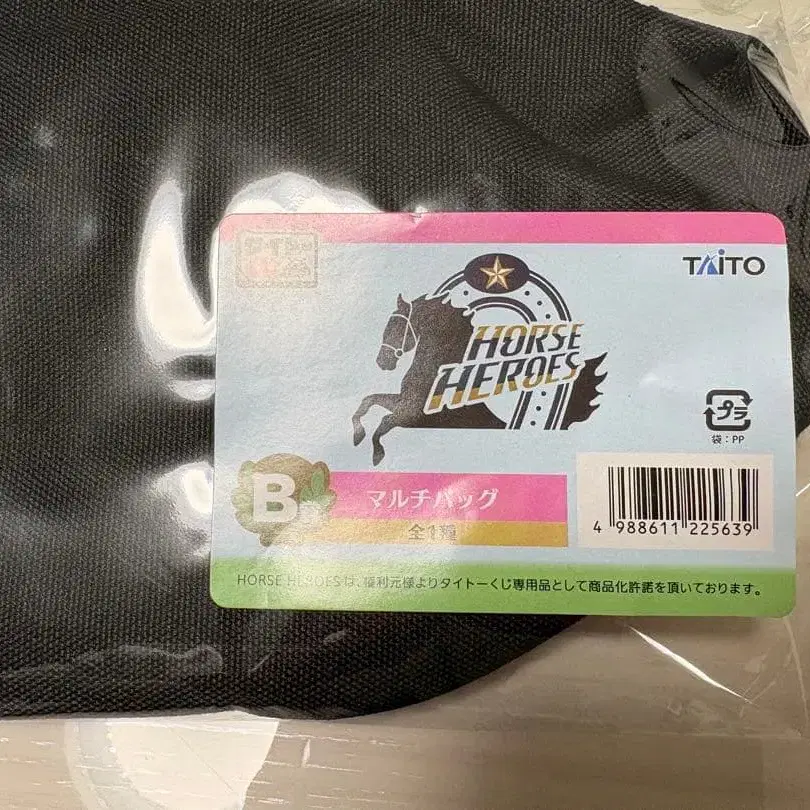 TAITO
HORSE
HEROES
プラ
袋：PP
B
マルチバッグ
全1種
4 988611 225639
HORSE HEROESは、権利元様よりタイトーくじ専用品として商品化許諾を頂いております。